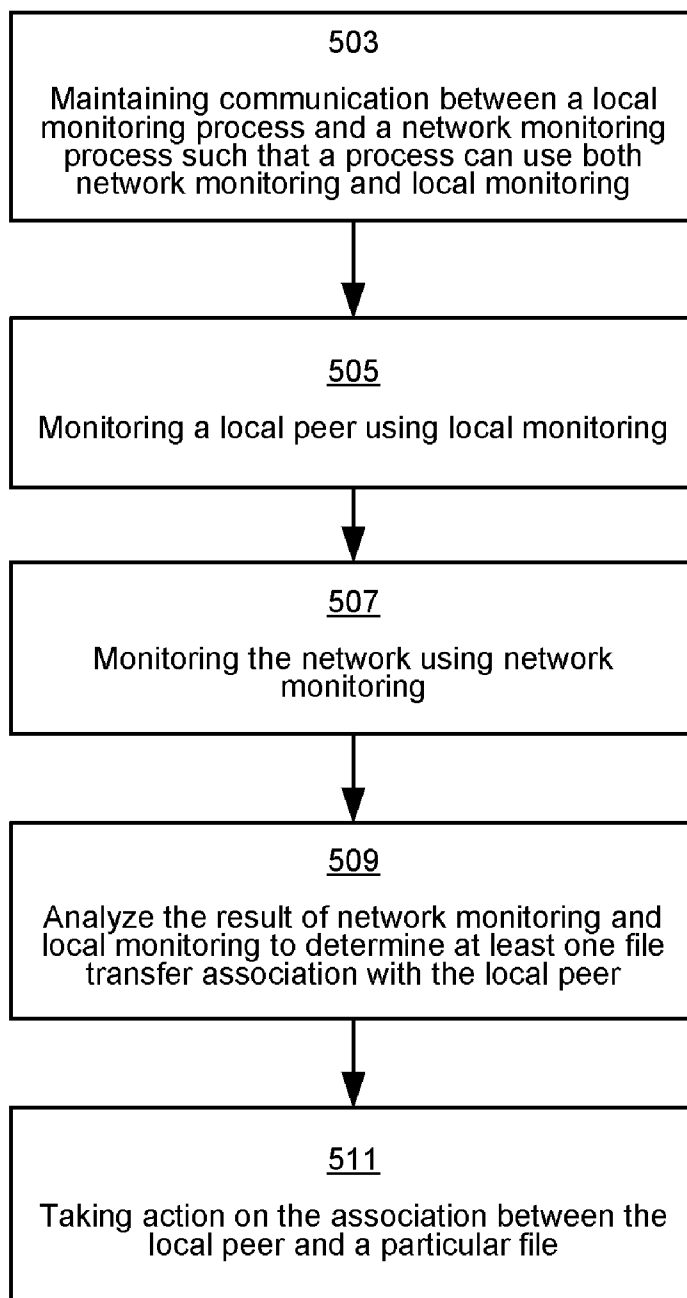 503
Maintaining communication between a local
monitoring process and a network monitoring
process such that a process can use both
network monitoring and local monitoring
505
Monitoring a local peer using local monitoring
507
Monitoring the network using network
monitoring
509
Analyze the result of network monitoring and
local monitoring to determine at least one file
transfer association with the local peer
511
Taking action on the association between the
local peer and a particular file